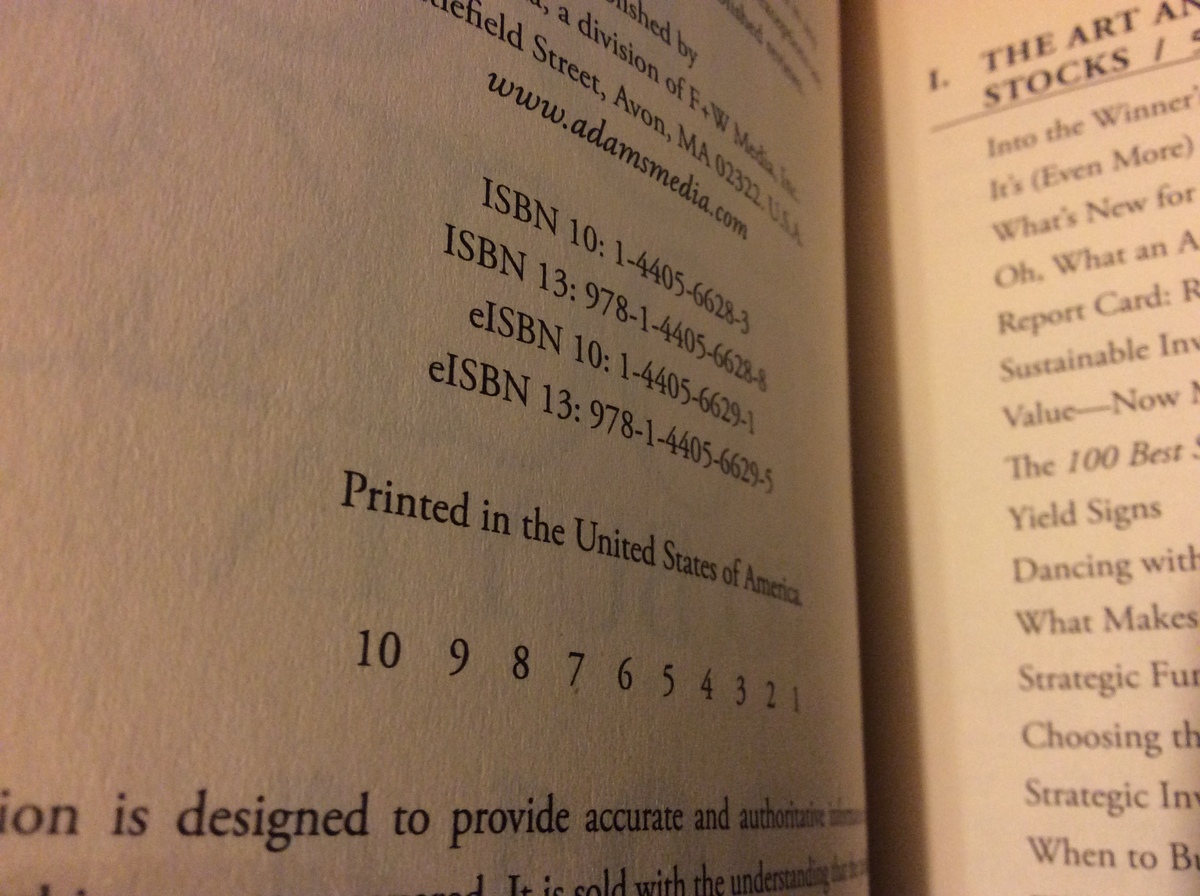 lished by
a, a division of F+W Media, Inc.
lefield Street, Avon, MA 02322. U.S.A
www.adamsmedia.com
ISBN 10: 1-4405-6628-3
ISBN 13: 978-1-4405-6628-8
eISBN 10: 1-4405-6629-1
eISBN 13: 978-1-4405-6629-5
Printed in the United States of America.
10 9 8 7 6 5 4 3 2 1
ion is designed to provide accurate and authoritative
It is sold with the understanding
I. THE ART AN
STOCKS /
Into the Winner'
It's (Even More)
What's New for
Oh, What an A
Report Card: R
Sustainable Inv
Value—Now N
The 100 Best S
Yield Signs
Dancing with
What Makes
Strategic Fun
Choosing th
Strategic Inv
When to Bu